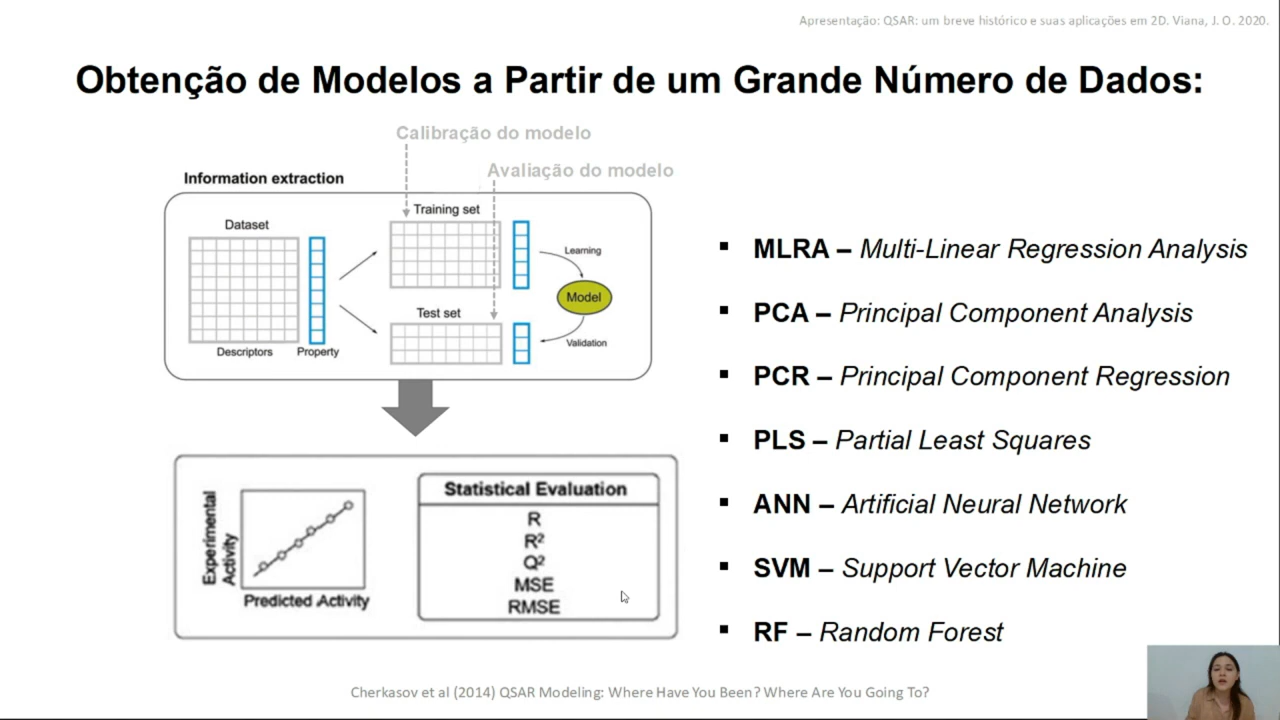 Apresentação: QSAR: um breve histórico e suas aplicações em 2D. Viana, J. O. 2020.
Obtenção de Modelos a Partir de um Grande Número de Dados:
Calibração do modelo
Avaliação do modelo
Information extraction
Dataset
Training set
Learning
Model
Test set
Validation
Descriptors
Property
Experimental
Activity
Predicted Activity
Statistical Evaluation
R
R²
Q²
MSE
RMSE
▪ MLRA – Multi-Linear Regression Analysis
▪ PCA – Principal Component Analysis
▪ PCR – Principal Component Regression
▪ PLS – Partial Least Squares
▪ ANN – Artificial Neural Network
▪ SVM – Support Vector Machine
▪ RF – Random Forest
Cherkasov et al (2014) QSAR Modeling: Where Have You Been? Where Are You Going To?